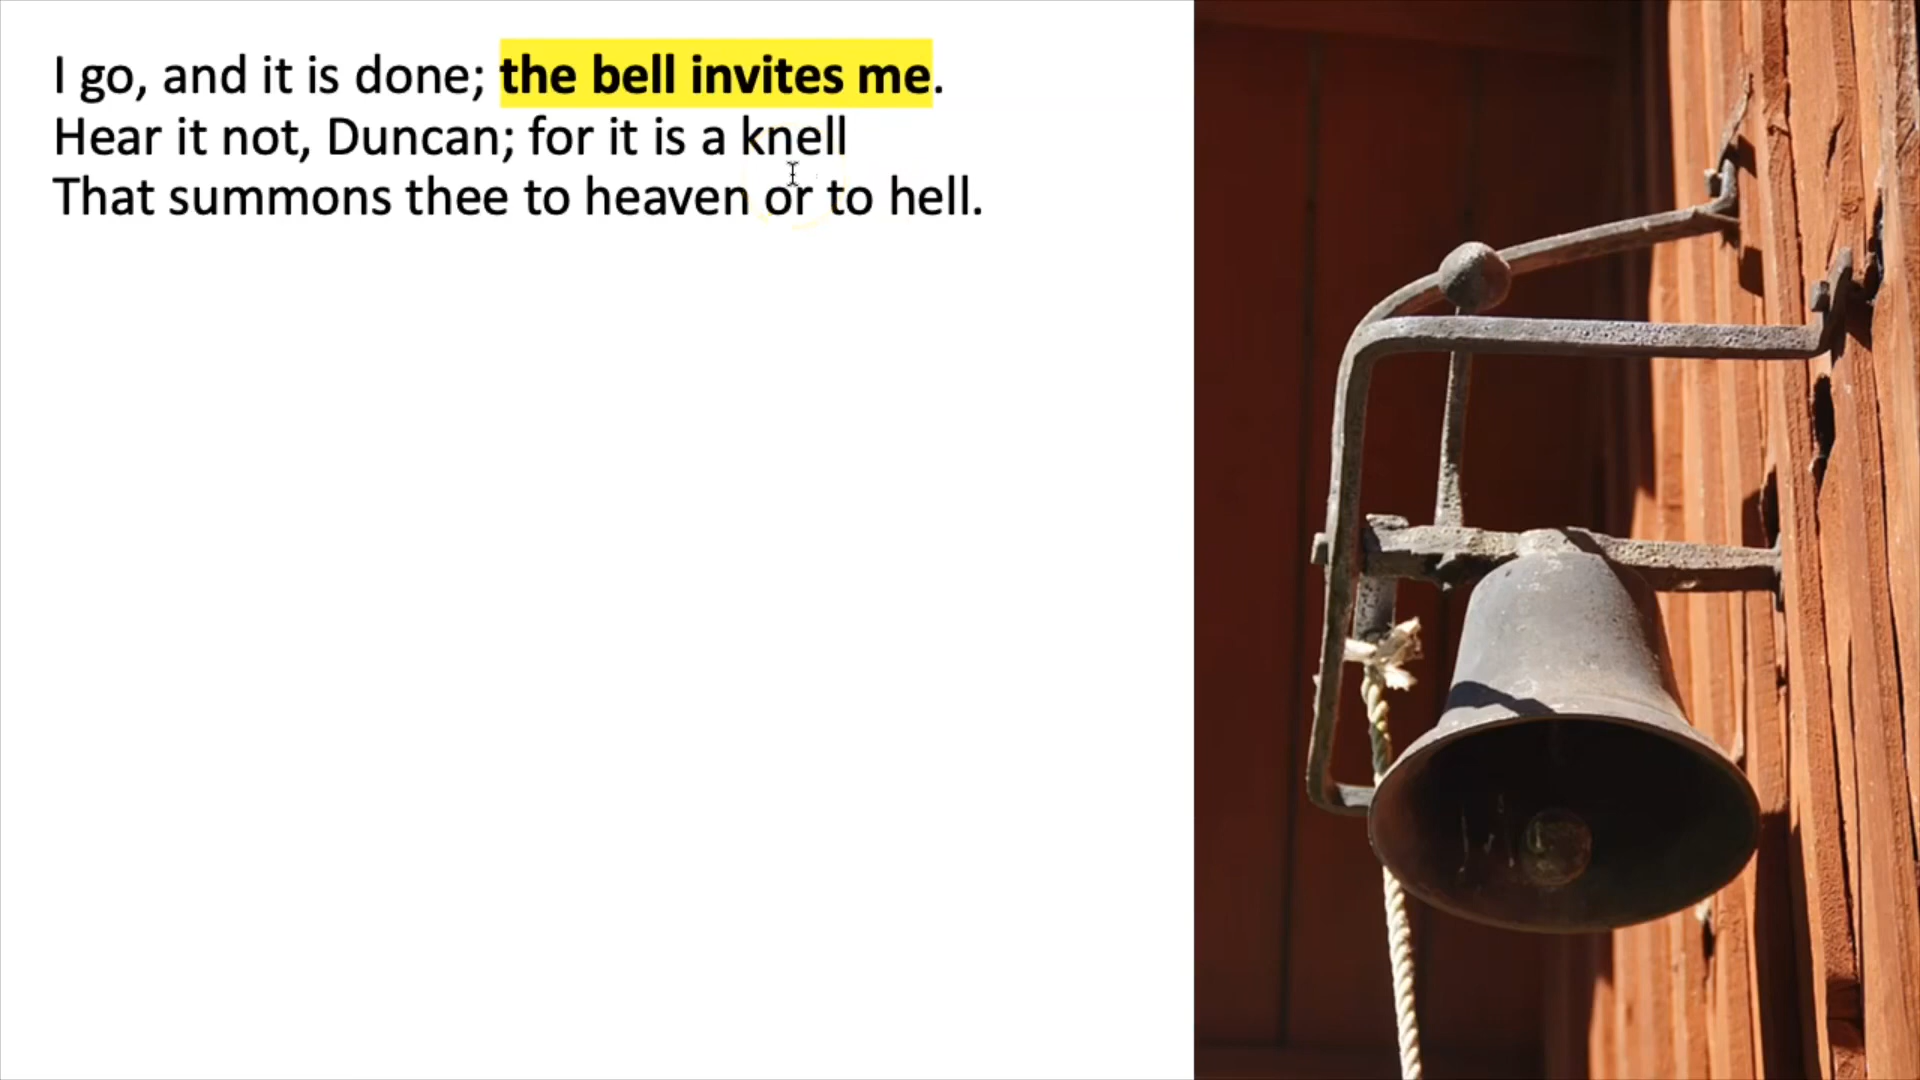 I go, and it is done; the bell invites me.
Hear it not, Duncan; for it is a knell
That summons thee to heaven or to hell.